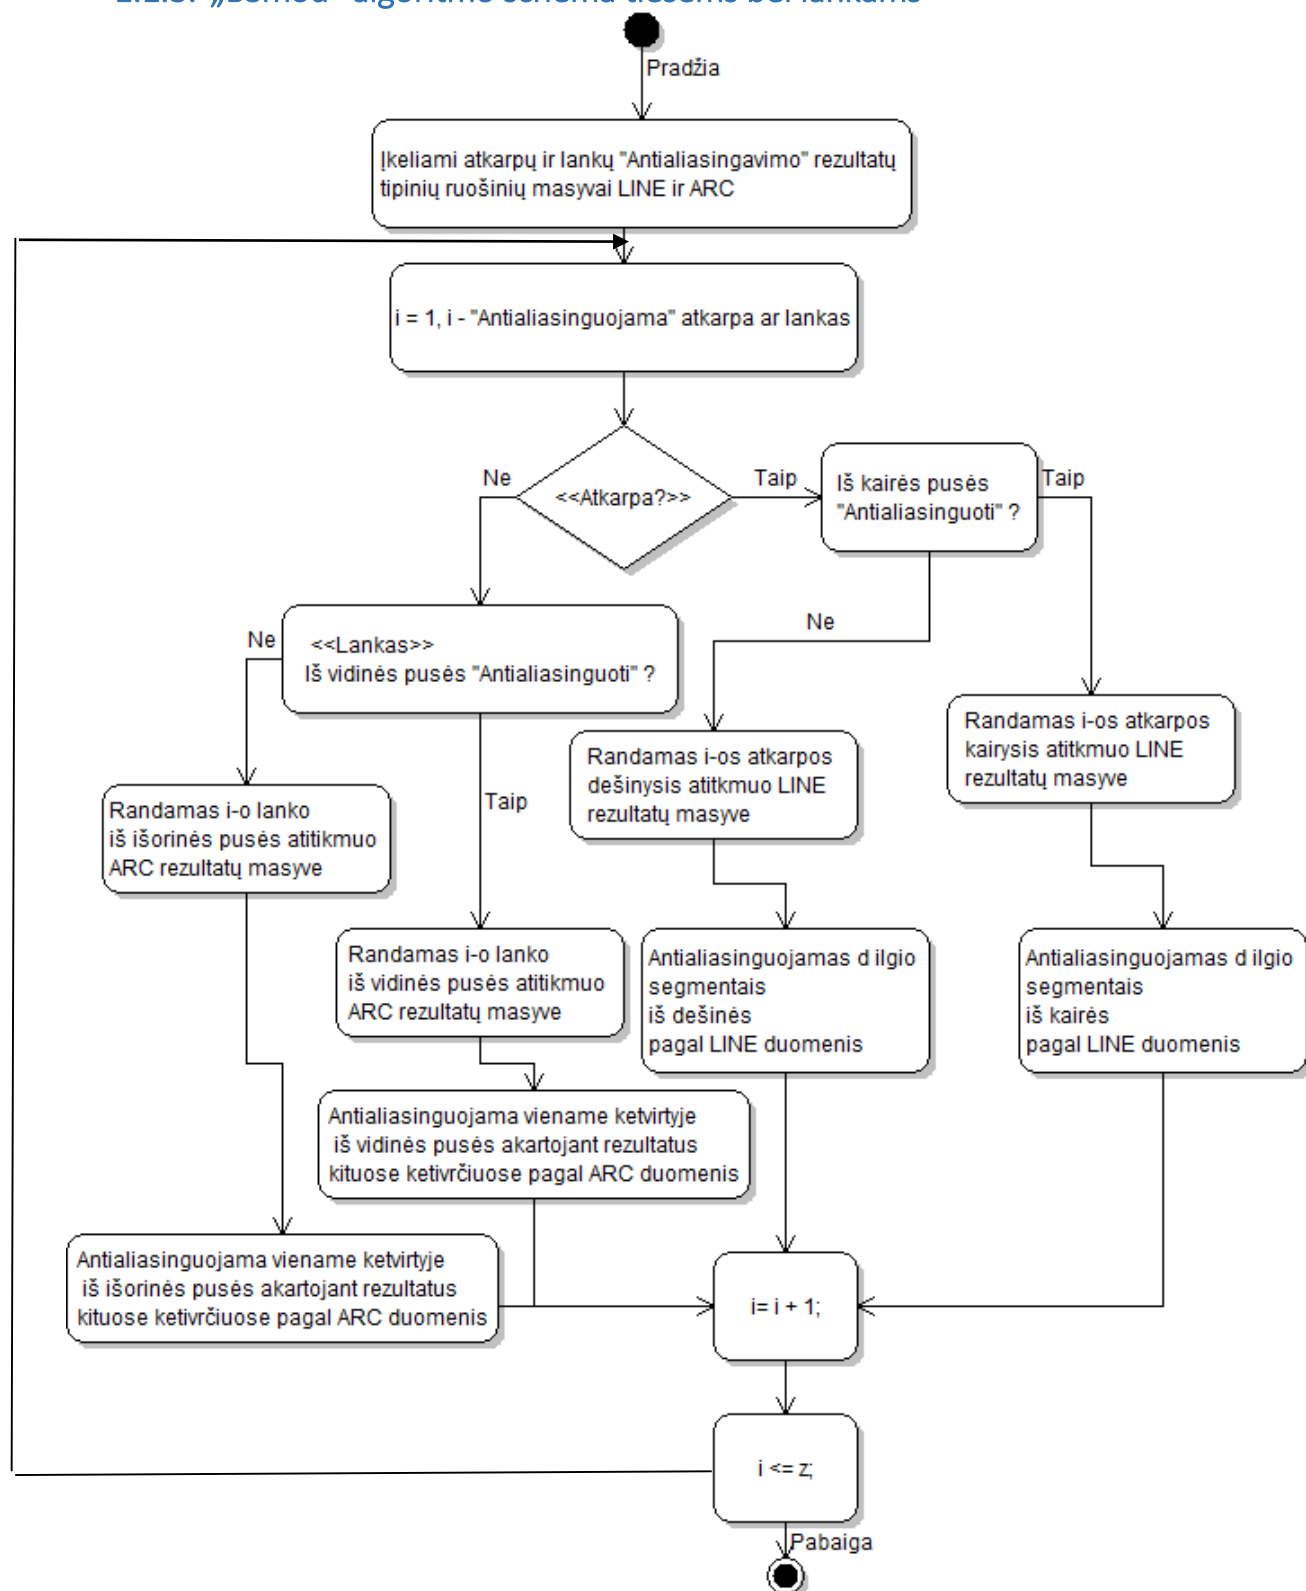 algoritmo schema tiesėms bei lankams
Pradžia
Įkeliami atkarpų ir lankų "Antialiasingavimo" rezultatų
tipinių ruošinių masyvai LINE ir ARC
i = 1, i - "Antialiasinguojama" atkarpa ar lankas
Ne
<<Atkarpa?>>
Taip
Iš kairės pusės
"Antialiasinguoti" ?
Taip
Ne
Ne
<<Lankas>>
Iš vidinės pusės "Antialiasinguoti" ?
Randamas i-os atkarpos
kairysis atitkmuo LINE
rezultatų masyve
Randamas i-os atkarpos
dešinysis atitkmuo LINE
rezultatų masyve
Taip
Randamas i-o lanko
iš išorinės pusės atitikmuo
ARC rezultatų masyve
Randamas i-o lanko
iš vidinės pusės atitikmuo
ARC rezultatų masyve
Antialiasinguojamas d ilgio
segmentais
iš dešinės
pagal LINE duomenis
Antialiasinguojamas d ilgio
segmentais
iš kairės
pagal LINE duomenis
Antialiasinguojama viename ketvirtyje
iš vidinės pusės akartojant rezultatus
kituose ketivrčiuose pagal ARC duomenis
Antialiasinguojama viename ketvirtyje
iš išorinės pusės akartojant rezultatus
kituose ketivrčiuose pagal ARC duomenis
i= i + 1;
i <= z;
Pabaiga